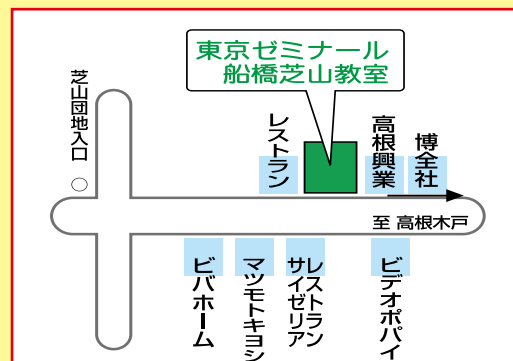 東京ゼミナール
船橋芝山教室
芝山団地入口
レストラン
高根興業
博全社
至 高根木戸
ビバホーム
マツモトキヨシ
レストラン
サイゼリア
ビデオポパイ